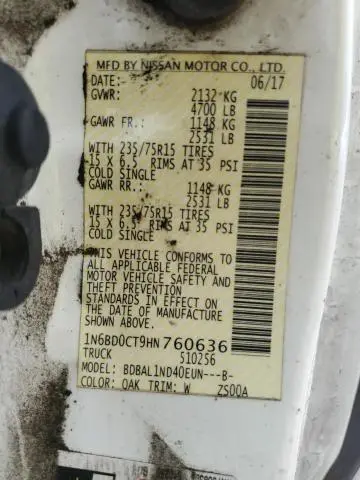 MFD BY NISSAN MOTOR CO., LTD.
DATE: 06/17
GVWR: 2132 KG
4700 LB
GAWR FR.: 1148 KG
2531 LB
WITH 235/75R15 TIRES
15 X 6.5 RIMS AT 35 PSI
COLD SINGLE
GAWR RR.: 1148 KG
2531 LB
WITH 235/75R15 TIRES
15 X 6.5 RIMS AT 35 PSI
COLD SINGLE
THIS VEHICLE CONFORMS TO
ALL APPLICABLE FEDERAL
MOTOR VEHICLE SAFETY AND
THEFT PREVENTION
STANDARDS IN EFFECT ON
THE DATE OF MANUFACTURE
SHOWN ABOVE.
1N6BD0CT9HN760636
TRUCK 510256
MODEL: BDBAL1ND40EUN---B-
COLOR: QAK TRIM: W ZS00A